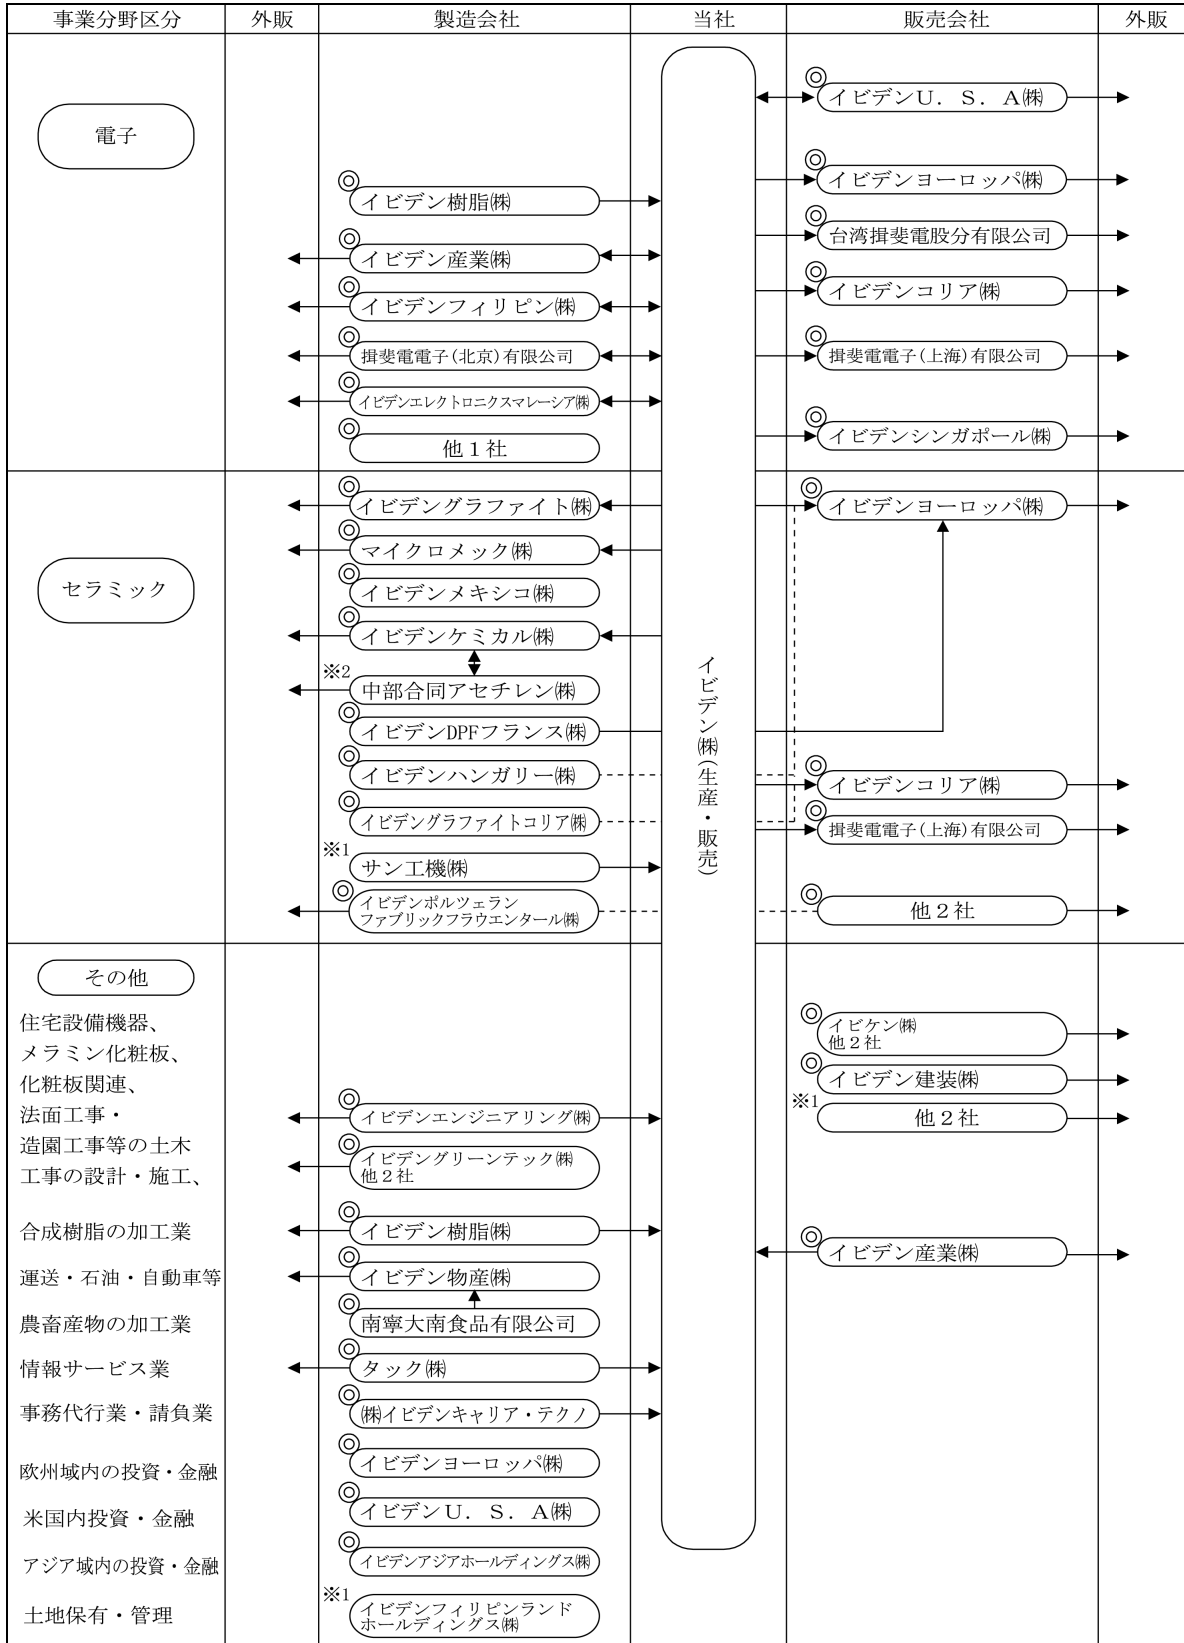 事業分野区分
外販
製造会社
当社
販売会社
外販
電子
◎
イビデン樹脂㈱
◎
イビデン産業㈱
◎
イビデンフィリピン㈱
◎
揖斐電電子(北京)有限公司
◎
イビデンエレクトロニクスマレーシア㈱
◎
他１社
◎
イビデンＵ．Ｓ．Ａ㈱
◎
イビデンヨーロッパ㈱
◎
台湾揖斐電股分有限公司
◎
イビデンコリア㈱
◎
揖斐電電子(上海)有限公司
◎
イビデンシンガポール㈱
セラミック
◎
イビデングラファイト㈱
◎
マイクロメック㈱
◎
イビデンメキシコ㈱
◎
イビデンケミカル㈱
※2
中部合同アセチレン㈱
◎
イビデンDPFフランス㈱
◎
イビデンハンガリー㈱
◎
イビデングラファイトコリア㈱
※1
サン工機㈱
◎
イビデンポルツェラン
ファブリックフラウエンタール㈱
イビデン㈱(生産・販売)
◎
イビデンヨーロッパ㈱
◎
イビデンコリア㈱
◎
揖斐電電子(上海)有限公司
◎
他２社
その他
住宅設備機器、
メラミン化粧板、
化粧板関連、
法面工事・
造園工事等の土木
工事の設計・施工、
合成樹脂の加工業
運送・石油・自動車等
農畜産物の加工業
情報サービス業
事務代行業・請負業
欧州域内の投資・金融
米国内投資・金融
アジア域内の投資・金融
土地保有・管理
◎
イビデンエンジニアリング㈱
◎
イビデングリーンテック㈱
他２社
◎
イビデン樹脂㈱
◎
イビデン物産㈱
◎
南寧大南食品有限公司
◎
タック㈱
◎
㈱イビデンキャリア・テクノ
◎
イビデンヨーロッパ㈱
◎
イビデンＵ．Ｓ．Ａ㈱
◎
イビデンアジアホールディングス㈱
※1
イビデンフィリピンランド
ホールディングス㈱
◎
イビケン㈱
他２社
◎
イビデン建装㈱
※1
他２社
◎
イビデン産業㈱